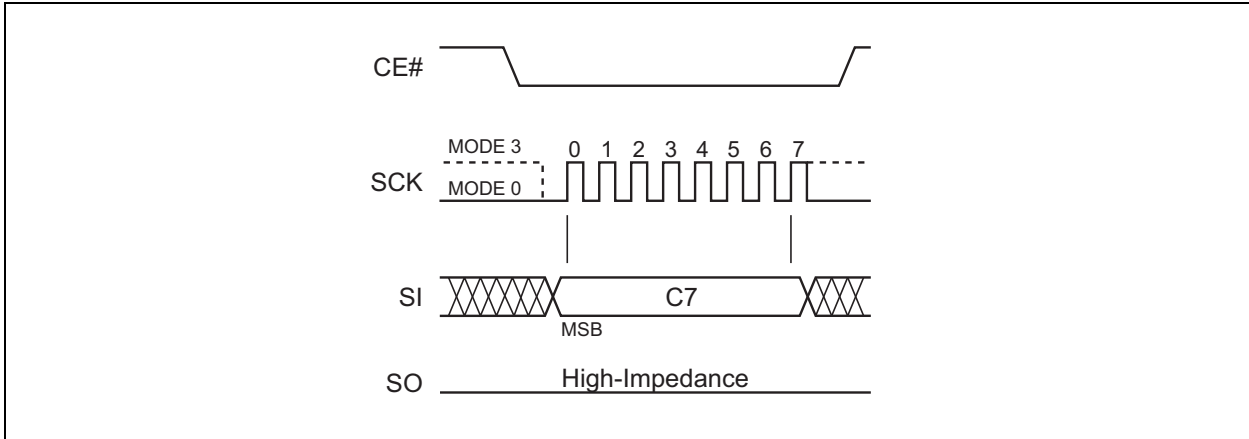 CE#
MODE 3
0 1 2 3 4 5 6 7
SCK
MODE 0
SI
C7
MSB
SO
High-Impedance